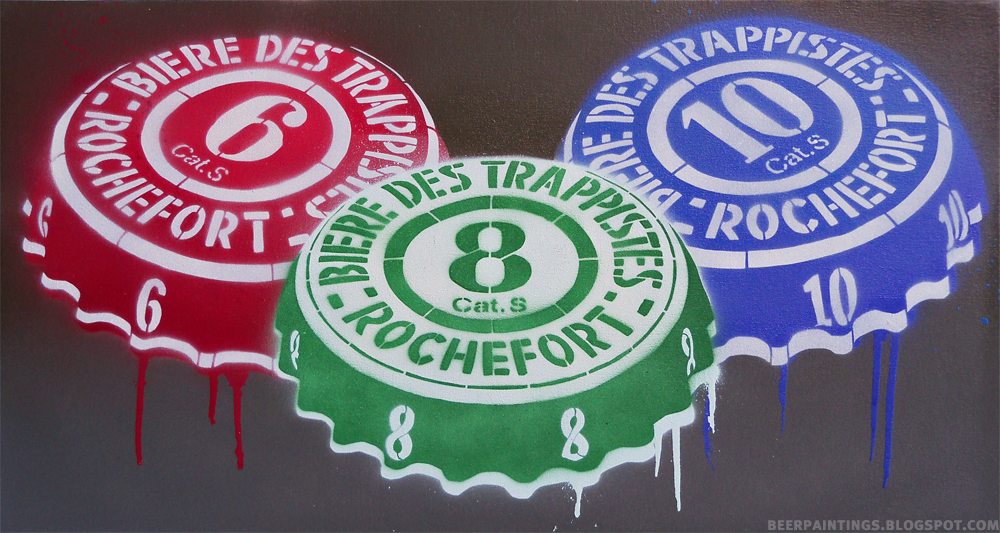 - BIERE DES TRAPPISTES
- ROCHEFORT -
6
Cat.S
6
6
- BIERE DES TRAPPISTES -
ROCHEFORT -
8
Cat.S
8
8
8
8
BIERE DES TRAPPISTES -
- ROCHEFORT -
10
Cat.S
10
10
BEERPAINTINGS.BLOGSPOT.COM